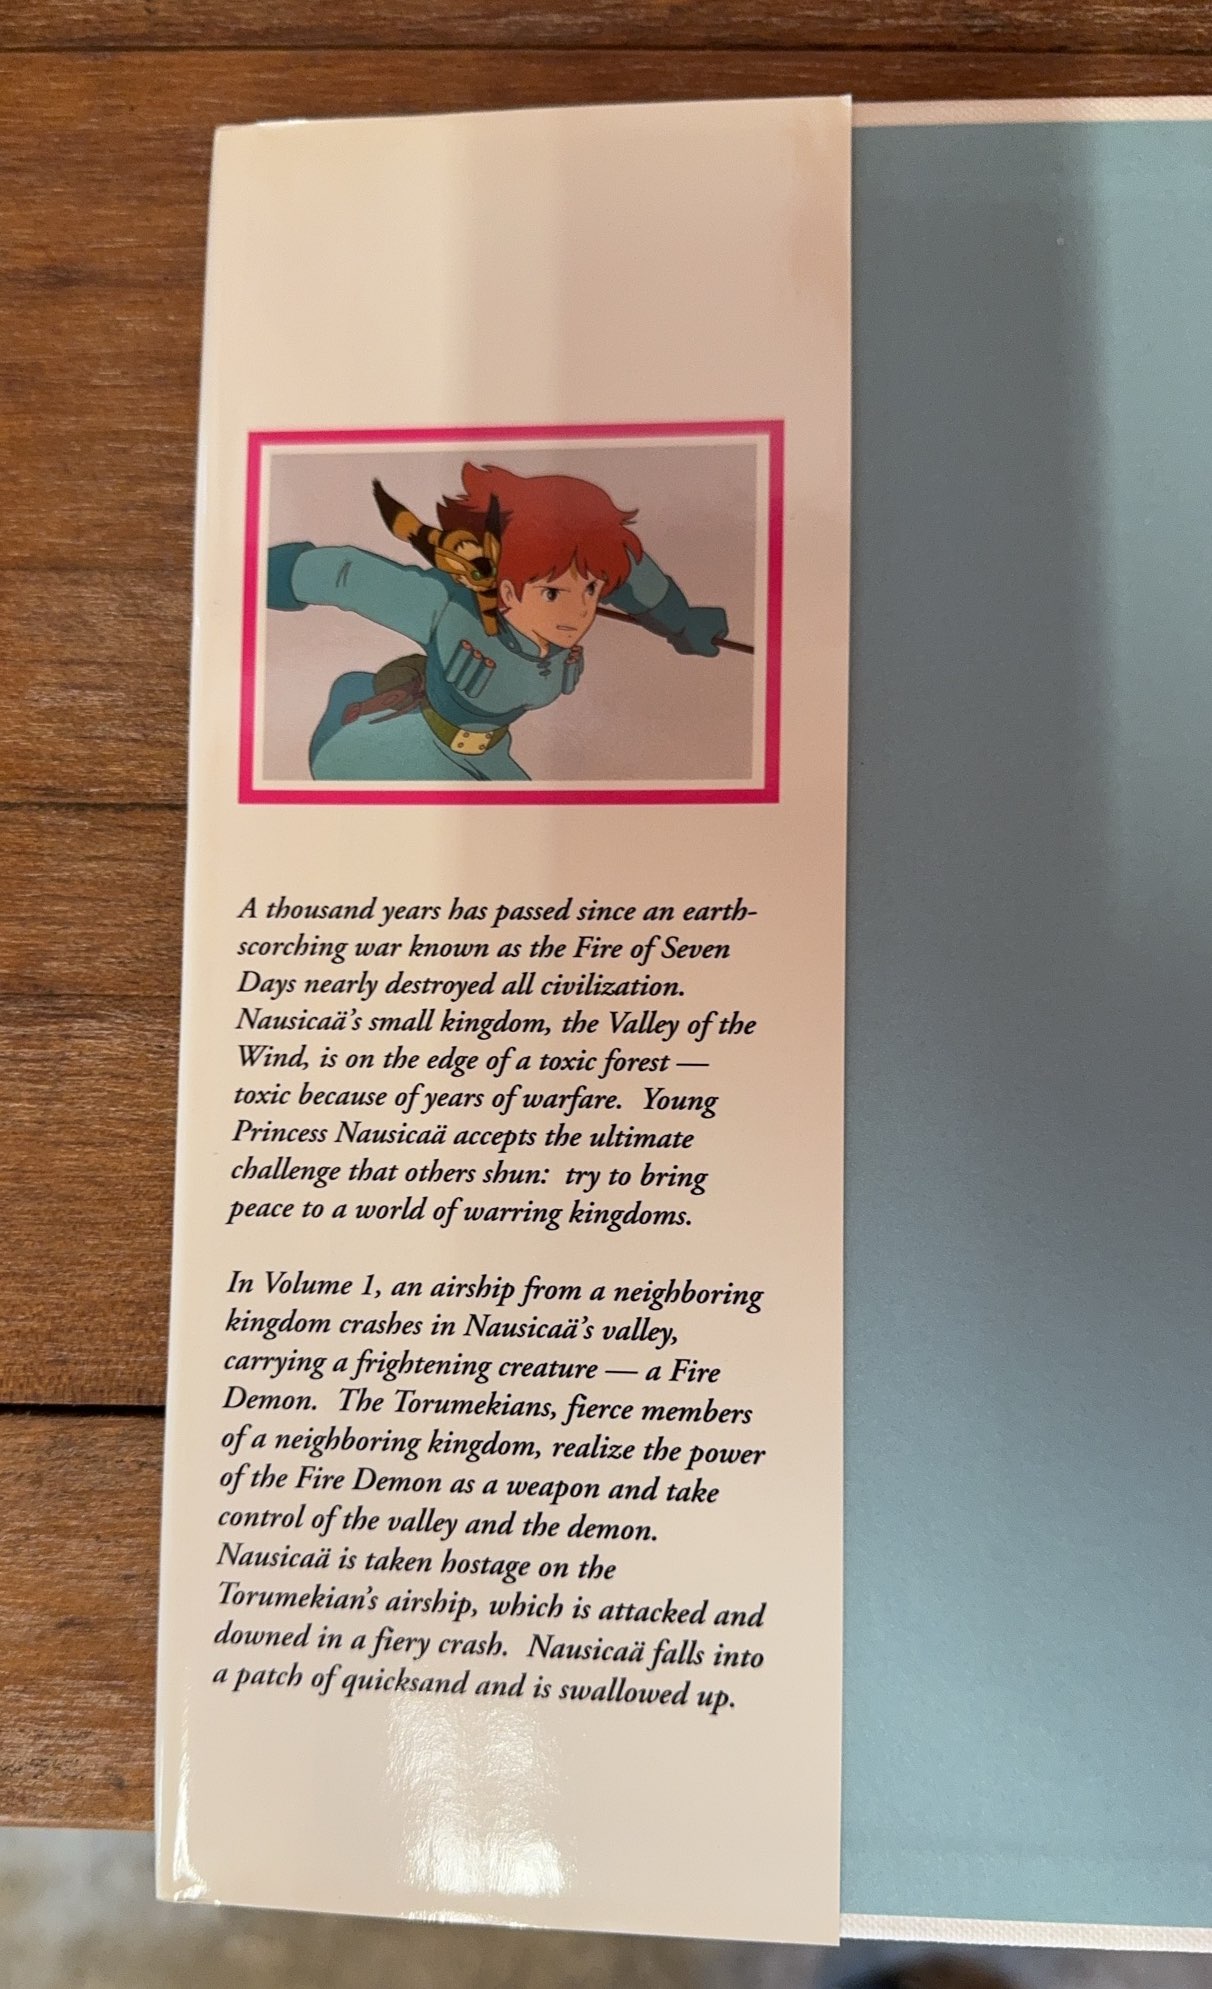 A thousand years has passed since an earth-
scorching war known as the Fire of Seven
Days nearly destroyed all civilization.
Nausicaä's small kingdom, the Valley of the
Wind, is on the edge of a toxic forest —
toxic because of years of warfare.  Young
Princess Nausicaä accepts the ultimate
challenge that others shun:  try to bring
peace to a world of warring kingdoms.

In Volume 1, an airship from a neighboring
kingdom crashes in Nausicaä's valley,
carrying a frightening creature — a Fire
Demon.  The Torumekians, fierce members
of a neighboring kingdom, realize the power
of the Fire Demon as a weapon and take
control of the valley and the demon.
Nausicaä is taken hostage on the
Torumekian's airship, which is attacked and
downed in a fiery crash.  Nausicaä falls into
a patch of quicksand and is swallowed up.